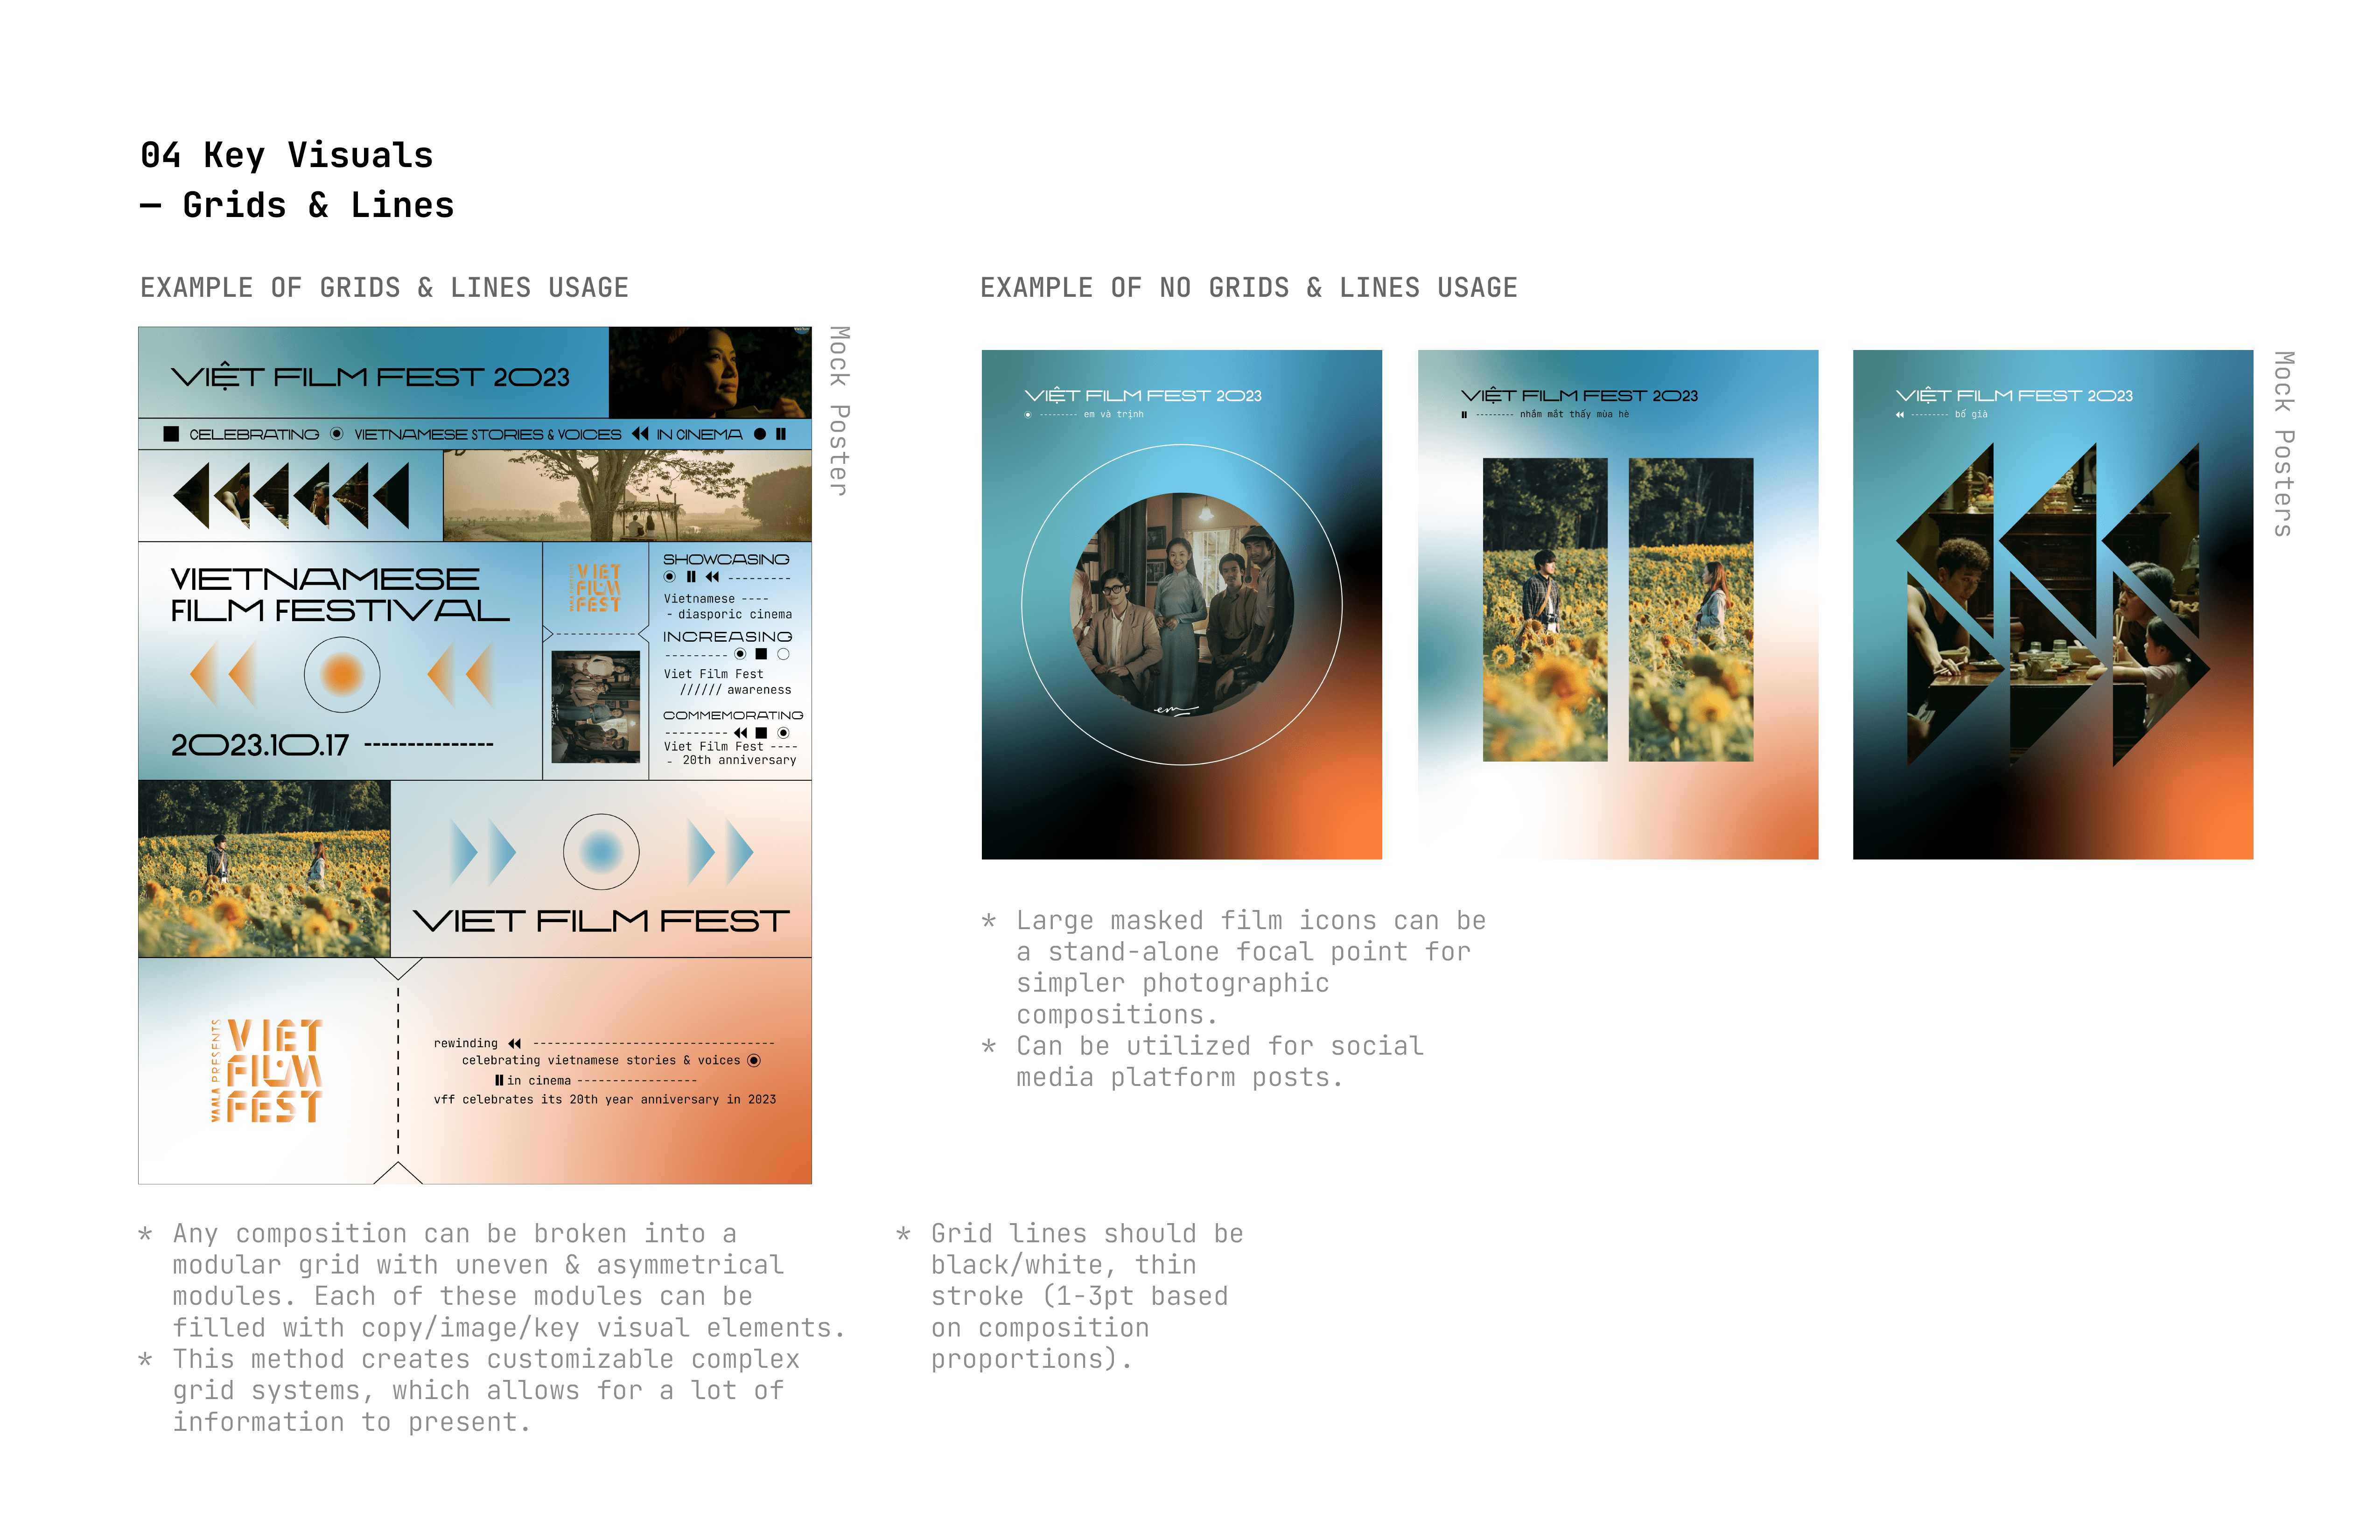 04 Key Visuals
— Grids & Lines
EXAMPLE OF GRIDS & LINES USAGE
VIỆT FILM FEST 2023
CELEBRATING VIETNAMESE STORIES & VOICES IN CINEMA
VIETNAMESE
FILM FESTIVAL
2023.10.17 ---------------
VAALA PRESENTS
VIET
FILM
FEST
SHOWCASING
----------
Vietnamese ----
- diasporic cinema
INCREASING
---------
Viet Film Fest
////// awareness
COMMEMORATING
---------
Viet Film Fest ----
- 20th anniversary
VIET FILM FEST
VAALA PRESENTS
VIET
FILM
FEST
rewinding ----------------------------------
celebrating vietnamese stories & voices
in cinema -----------------
vff celebrates its 20th year anniversary in 2023
Mock Poster
* Any composition can be broken into a
modular grid with uneven & asymmetrical
modules. Each of these modules can be
filled with copy/image/key visual elements.
* This method creates customizable complex
grid systems, which allows for a lot of
information to present.
* Grid lines should be
black/white, thin
stroke (1-3pt based
on composition
proportions).
EXAMPLE OF NO GRIDS & LINES USAGE
VIỆT FILM FEST 2023
--------- em và trịnh
em
VIỆT FILM FEST 2023
--------- nhắm mắt thấy mùa hè
VIỆT FILM FEST 2023
--------- bố già
Mock Posters
* Large masked film icons can be
a stand-alone focal point for
simpler photographic
compositions.
* Can be utilized for social
media platform posts.